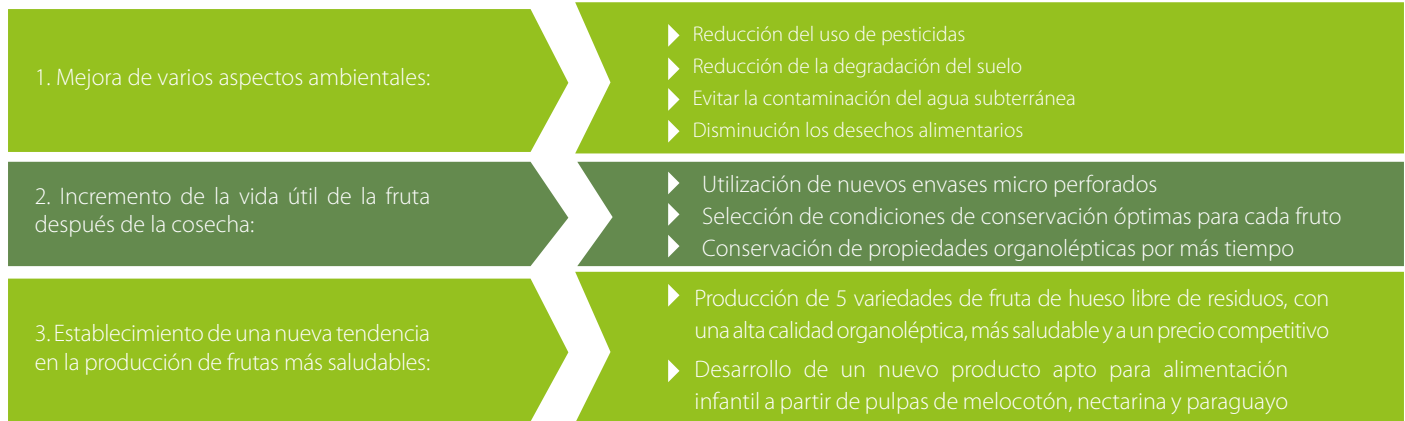 1. Mejora de varios aspectos ambientales:
Reducción del uso de pesticidas
Reducción de la degradación del suelo
Evitar la contaminación del agua subterránea
Disminución los desechos alimentarios
2. Incremento de la vida útil de la fruta
después de la cosecha:
Utilización de nuevos envases micro perforados
Selección de condiciones de conservación óptimas para cada fruto
Conservación de propiedades organolépticas por más tiempo
3. Establecimiento de una nueva tendencia
en la producción de frutas más saludables:
Producción de 5 variedades de fruta de hueso libre de residuos, con
una alta calidad organoléptica, más saludable y a un precio competitivo
Desarrollo de un nuevo producto apto para alimentación
infantil a partir de pulpas de melocotón, nectarina y paraguayo